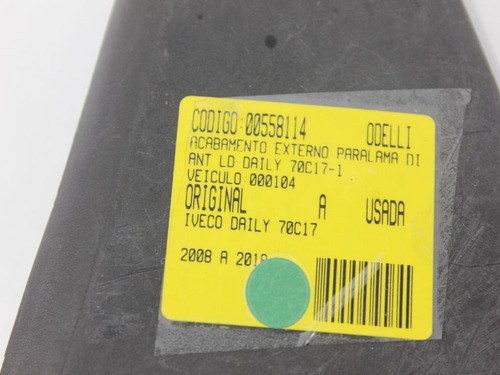 CODIGO:00558114 ODELLI
ACABAMENTO EXTERNO PARALAMA DI
ANT LD DAILY 70C17-1
VEICULO:000104
ORIGINAL A USADA
IVECO DAILY 70C17
2008 A